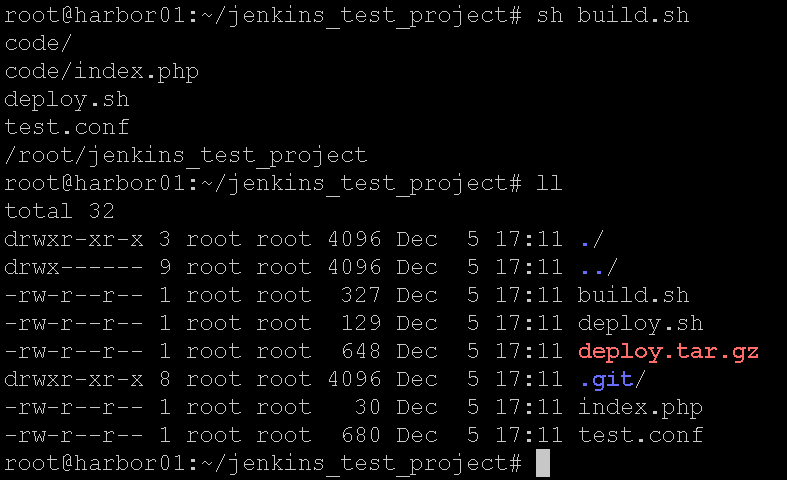 root@harbor01:~/jenkins_test_project# sh build.sh
code/
code/index.php
deploy.sh
test.conf
/root/jenkins_test_project
root@harbor01:~/jenkins_test_project# ll
total 32
drwxr-xr-x 3 root root 4096 Dec  5 17:11 ./
drwx------ 9 root root 4096 Dec  5 17:11 ../
-rw-r--r-- 1 root root  327 Dec  5 17:11 build.sh
-rw-r--r-- 1 root root  129 Dec  5 17:11 deploy.sh
-rw-r--r-- 1 root root  648 Dec  5 17:11 deploy.tar.gz
drwxr-xr-x 8 root root 4096 Dec  5 17:11 .git/
-rw-r--r-- 1 root root   30 Dec  5 17:11 index.php
-rw-r--r-- 1 root root  680 Dec  5 17:11 test.conf
root@harbor01:~/jenkins_test_project#